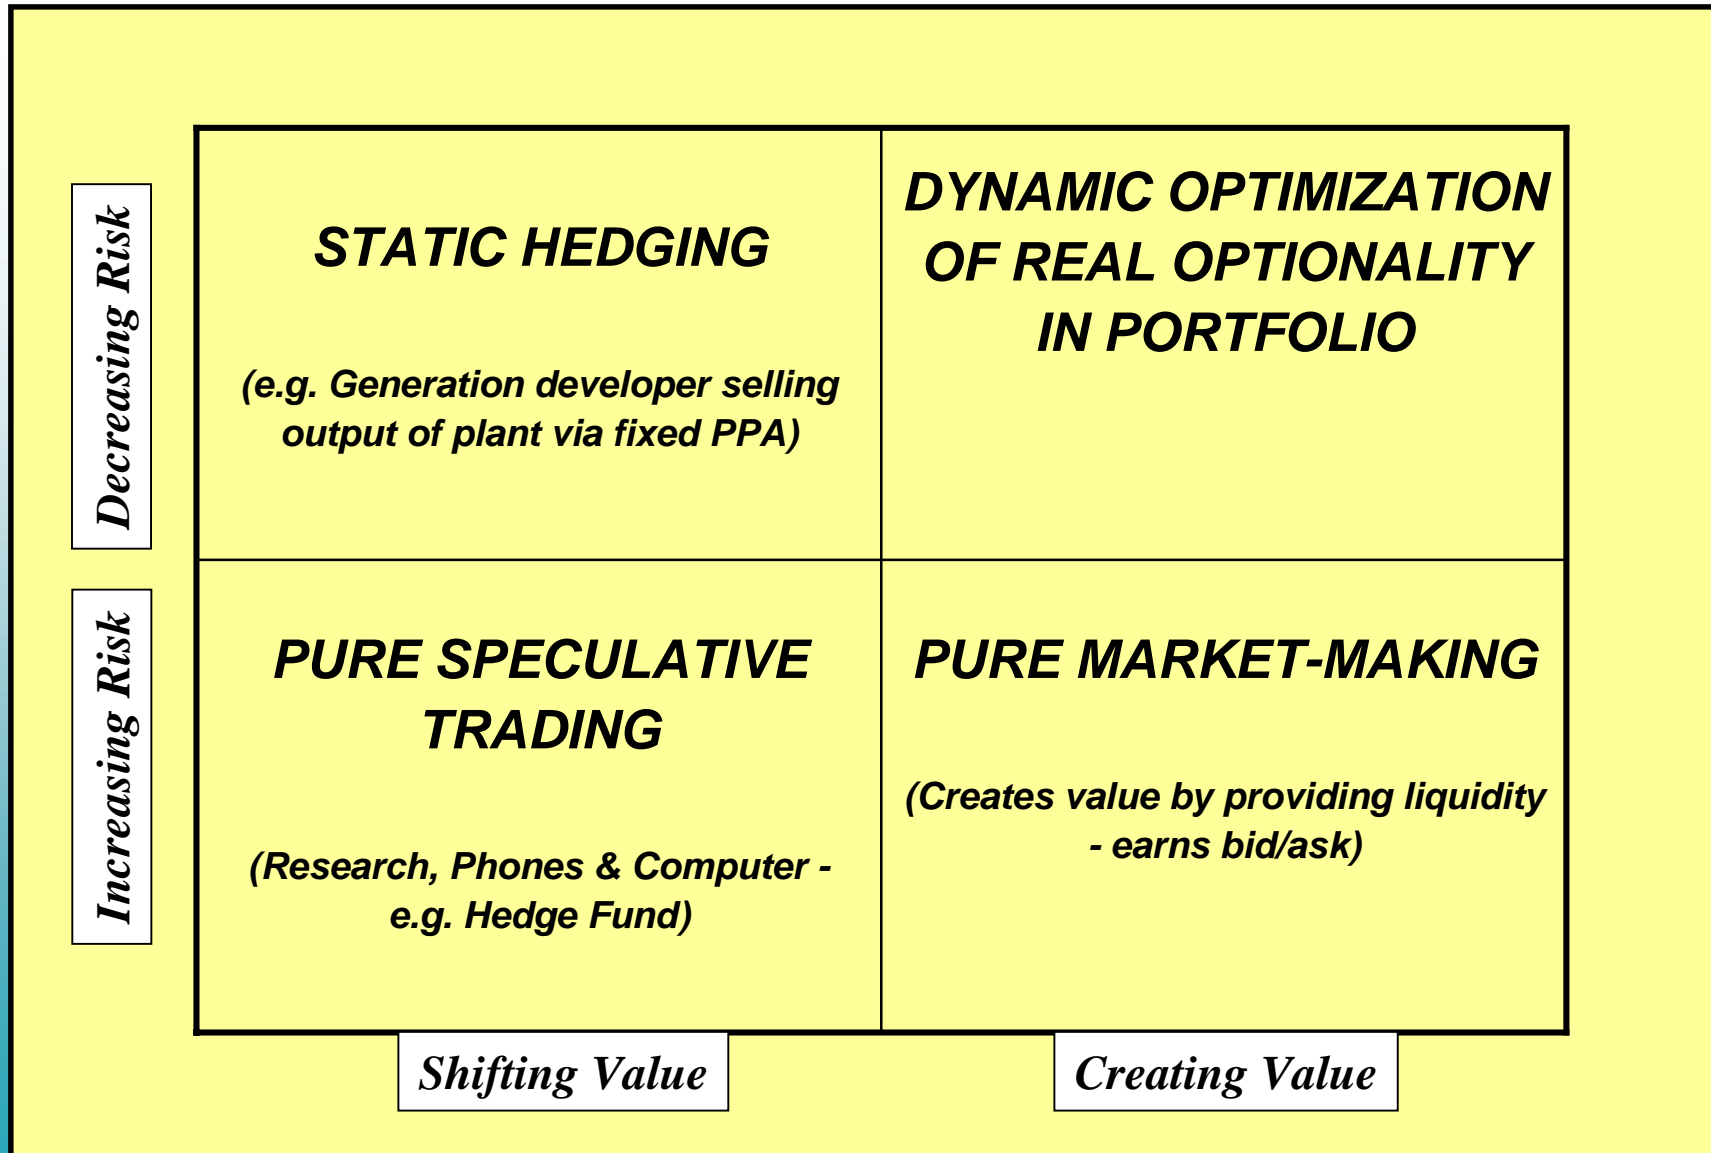 Decreasing Risk
STATIC HEDGING
(e.g. Generation developer selling
output of plant via fixed PPA)
DYNAMIC OPTIMIZATION
OF REAL OPTIONALITY
IN PORTFOLIO
Increasing Risk
PURE SPECULATIVE
TRADING
(Research, Phones & Computer -
e.g. Hedge Fund)
PURE MARKET-MAKING
(Creates value by providing liquidity
- earns bid/ask)
Shifting Value
Creating Value